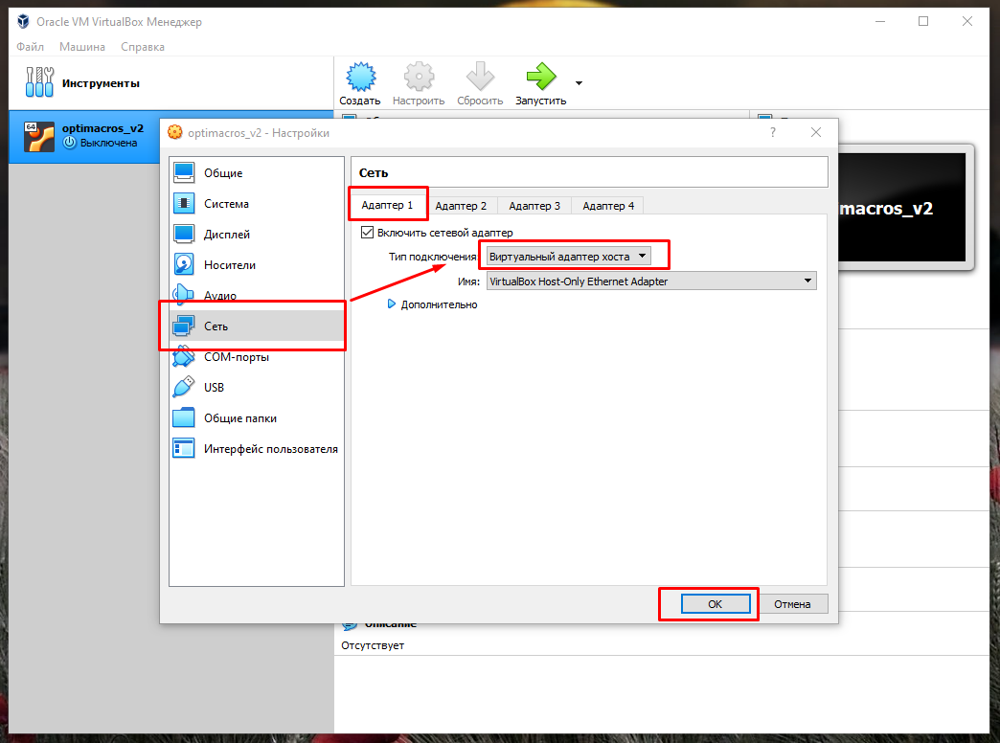 Oracle VM VirtualBox Менеджер
Файл Машина Справка
Инструменты
Создать Настроить Сбросить Запустить
64
optimacros_v2
Выключена
optimacros_v2 - Настройки
?
Общие
Система
Дисплей
Носители
Аудио
Сеть
COM-порты
USB
Общие папки
Интерфейс пользователя
Сеть
Адаптер 1 Адаптер 2 Адаптер 3 Адаптер 4
Включить сетевой адаптер
Тип подключения: Виртуальный адаптер хоста
Имя: VirtualBox Host-Only Ethernet Adapter
Дополнительно
OK Отмена
macros_v2
Описание
Отсутствует